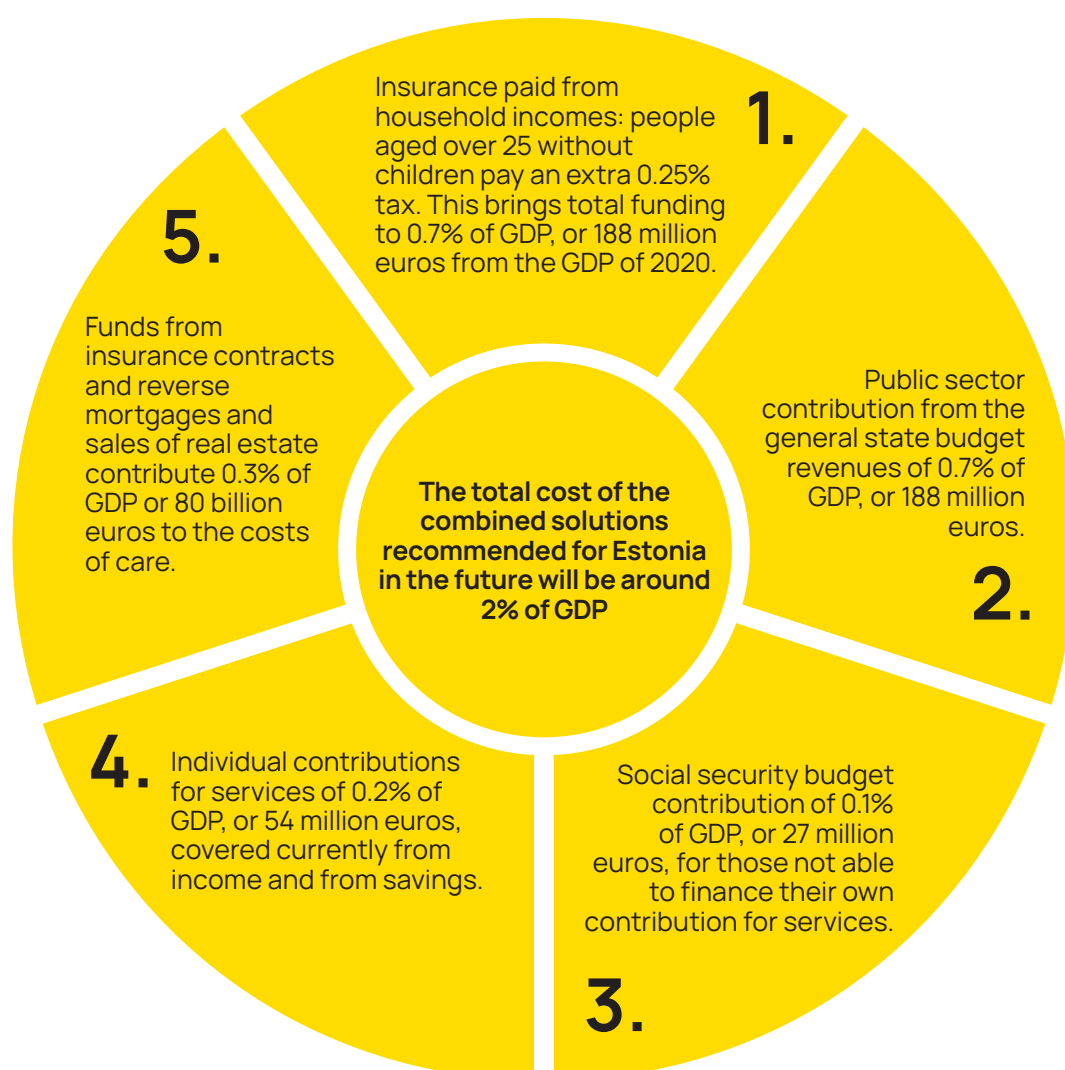 1.
Insurance paid from
household incomes: people
aged over 25 without
children pay an extra 0.25%
tax. This brings total funding
to 0.7% of GDP, or 188 million
euros from the GDP of 2020.
Public sector
contribution from the
general state budget
revenues of 0.7% of
GDP, or 188 million
euros.
2.
Social security budget
contribution of 0.1%
of GDP, or 27 million
euros, for those not able
to finance their own
contribution for services.
3.
4.
Individual contributions
for services of 0.2% of
GDP, or 54 million euros,
covered currently from
income and from savings.
5.
Funds from
insurance contracts
and reverse
mortgages and
sales of real estate
contribute 0.3% of
GDP or 80 billion
euros to the costs
of care.
The total cost of the
combined solutions
recommended for Estonia
in the future will be around
2% of GDP